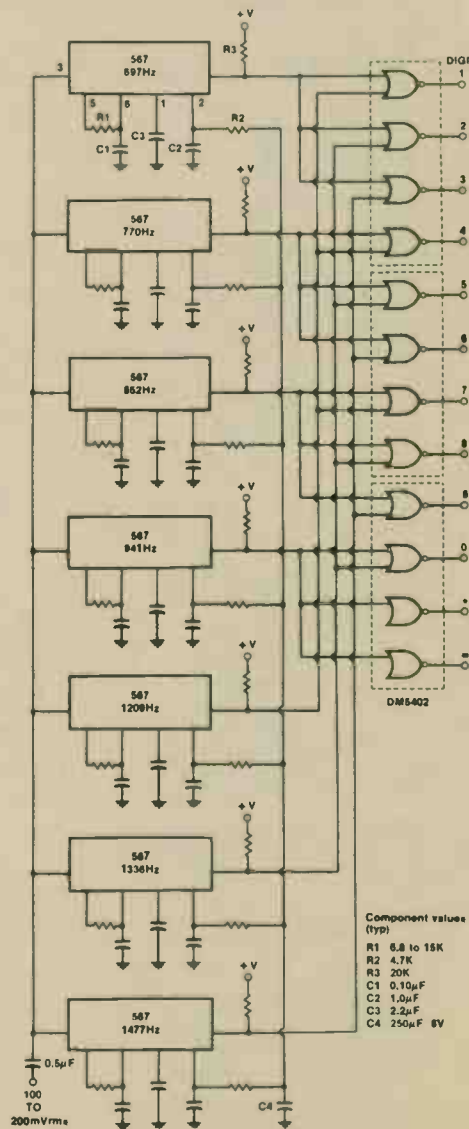 + V
R3
DIGI
3
567
697Hz
1
5
6
1
2
R1
R2
C3
C1
C2
2
+ V
3
567
770Hz
4
+ V
5
6
567
852Hz
7
8
+ V
9
567
941Hz
0
*
+ V
=
567
1209Hz
DM5402
+ V
567
1336Hz
Component values
(typ)
R1 6.8 to 15K
R2 4.7K
R3 20K
C1 0.10µF
C2 1.0µF
C3 2.2µF
C4 250µF 6V
+ V
567
1477Hz
0.5µF
C4
100
TO
200mVrms